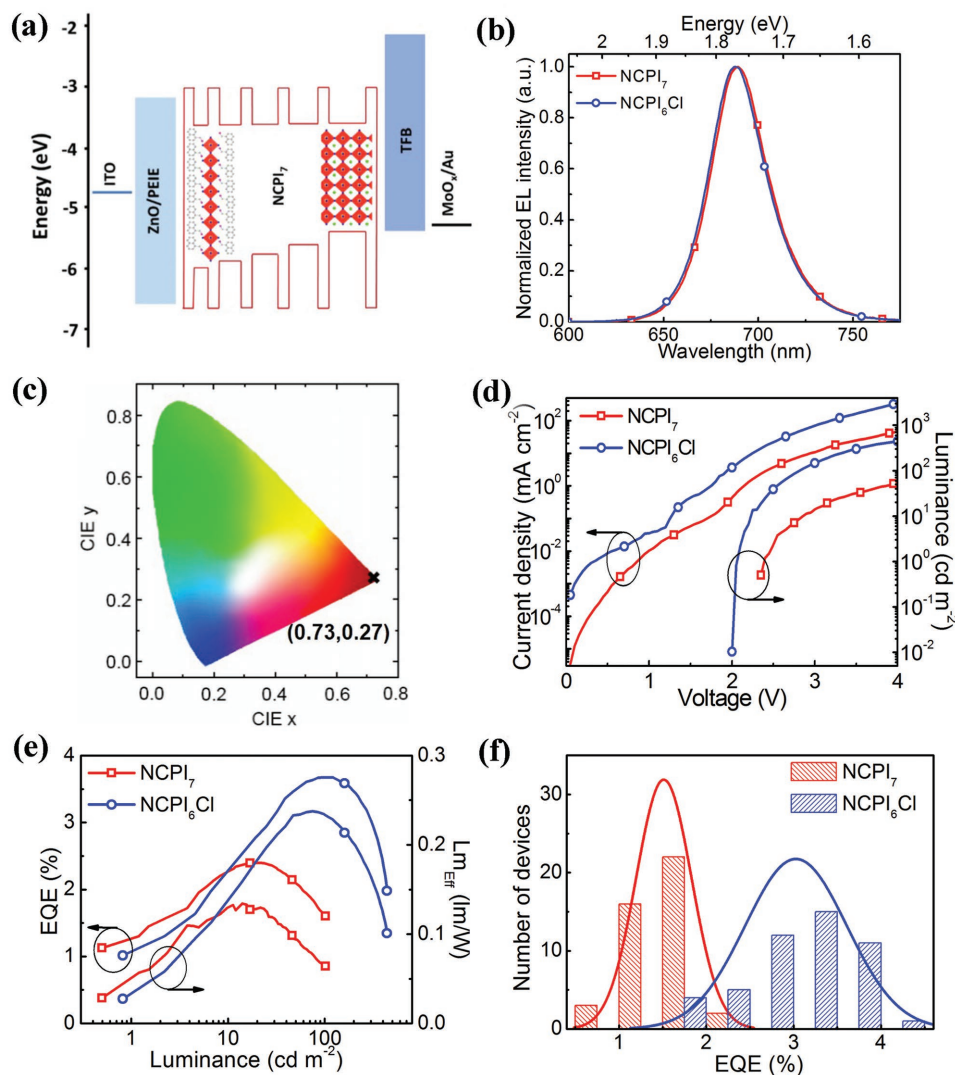 (a)
Energy (eV)
-2
-3
-4
-5
-6
-7
ITO
ZnO/PEIE
NCPI₇
TFB
MoOₓ/Au
(b)
Energy (eV)
2 1.9 1.8 1.7 1.6
Normalized EL intensity (a.u.)
1.0
0.8
0.6
0.4
0.2
0.0
NCPI₇
NCPI₆Cl
600 650 700 750
Wavelength (nm)
(c)
CIE y
0.8
0.6
0.4
0.2
0.0
(0.73,0.27)
0.0 0.2 0.4 0.6 0.8
CIE x
(d)
Current density (mA cm⁻²)
10²
10⁰
10⁻²
10⁻⁴
NCPI₇
NCPI₆Cl
10³
10²
10¹
10⁰
10⁻¹
10⁻²
Luminance (cd m⁻²)
0 1 2 3 4
Voltage (V)
(e)
EQE (%)
4
3
2
1
0
NCPI₇
NCPI₆Cl
0.3
0.2
0.1
0.0
Lm_Eff (lm/W)
1 10 100
Luminance (cd m⁻²)
(f)
Number of devices
30
20
10
0
NCPI₇
NCPI₆Cl
1 2 3 4
EQE (%)